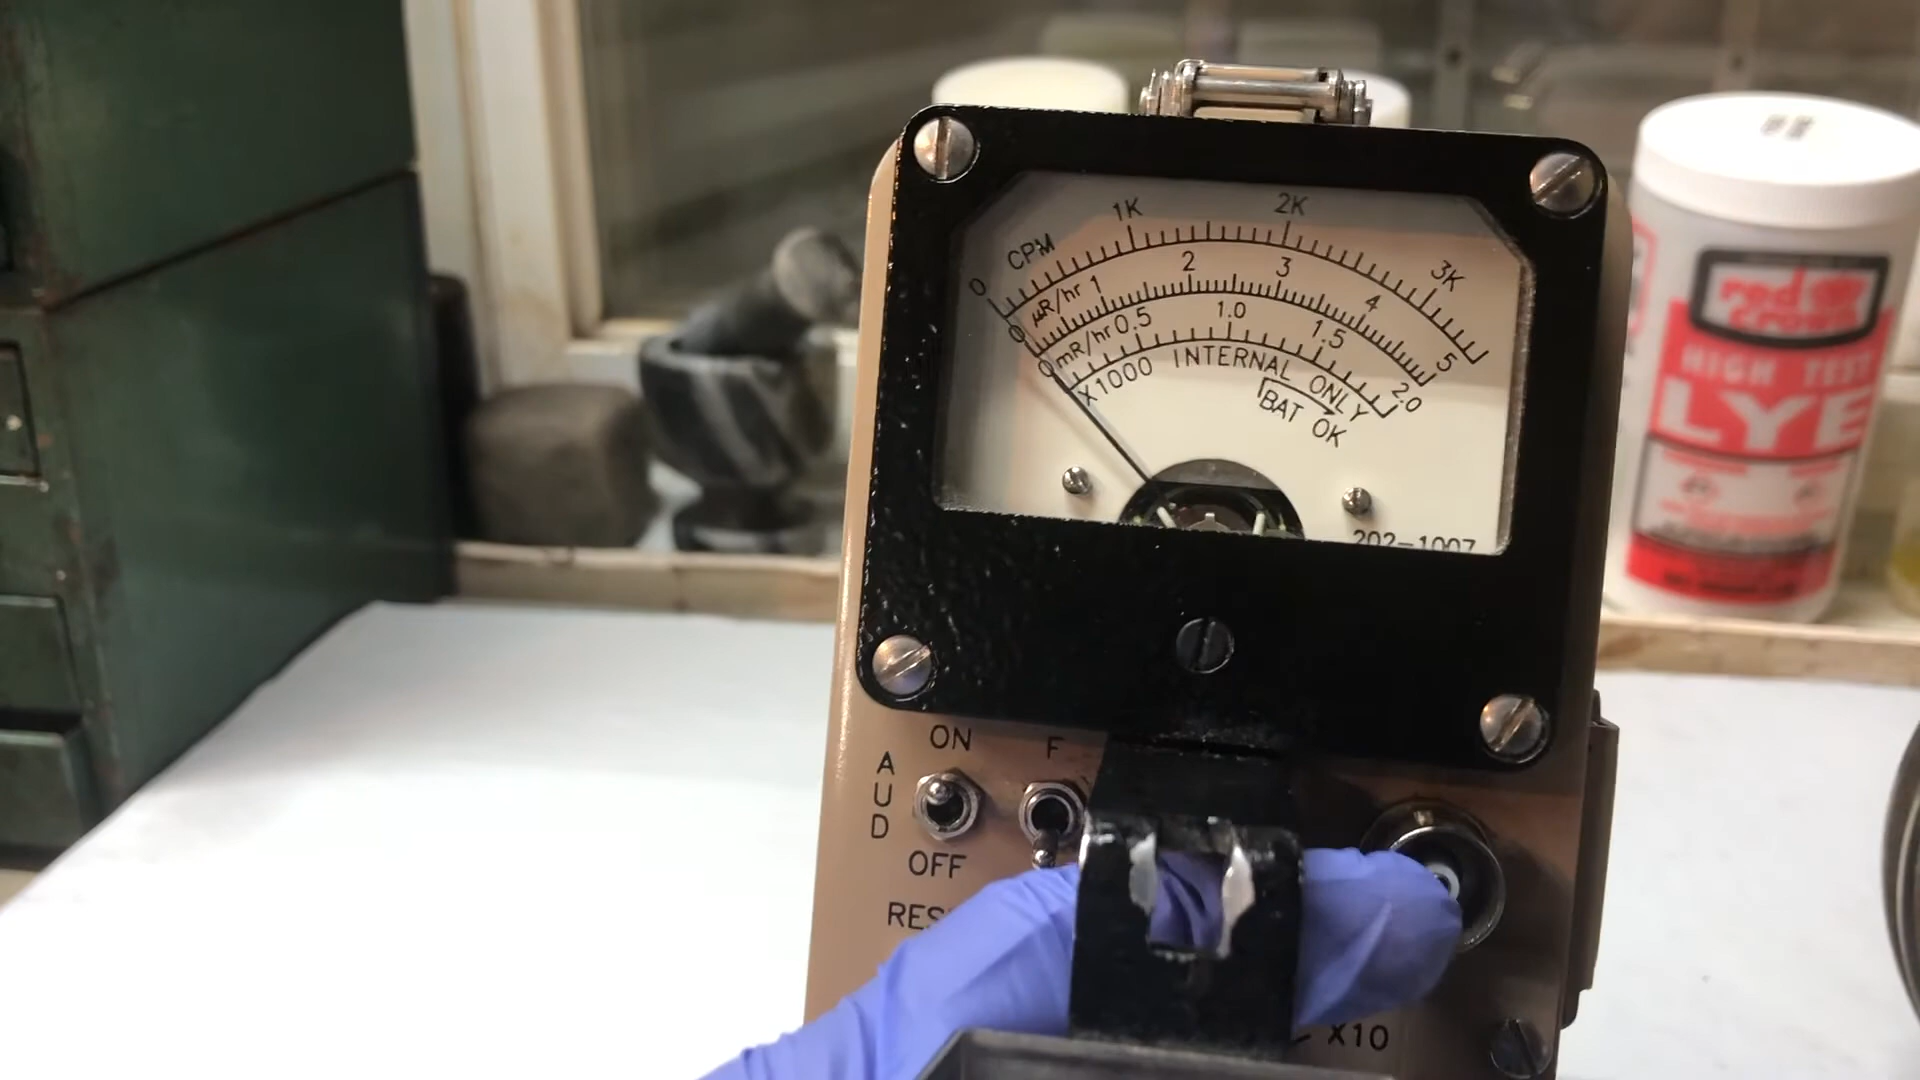 1K 2K 3K
CPM
0
µR/hr 1 2 3 4 5
0
mR/hr 0.5 1.0 1.5 2.0
0
X1000 INTERNAL ONLY
BAT OK
202-1007
red
crown
HIGH TEST
LYE
ON F
AUD
OFF
RES
X10